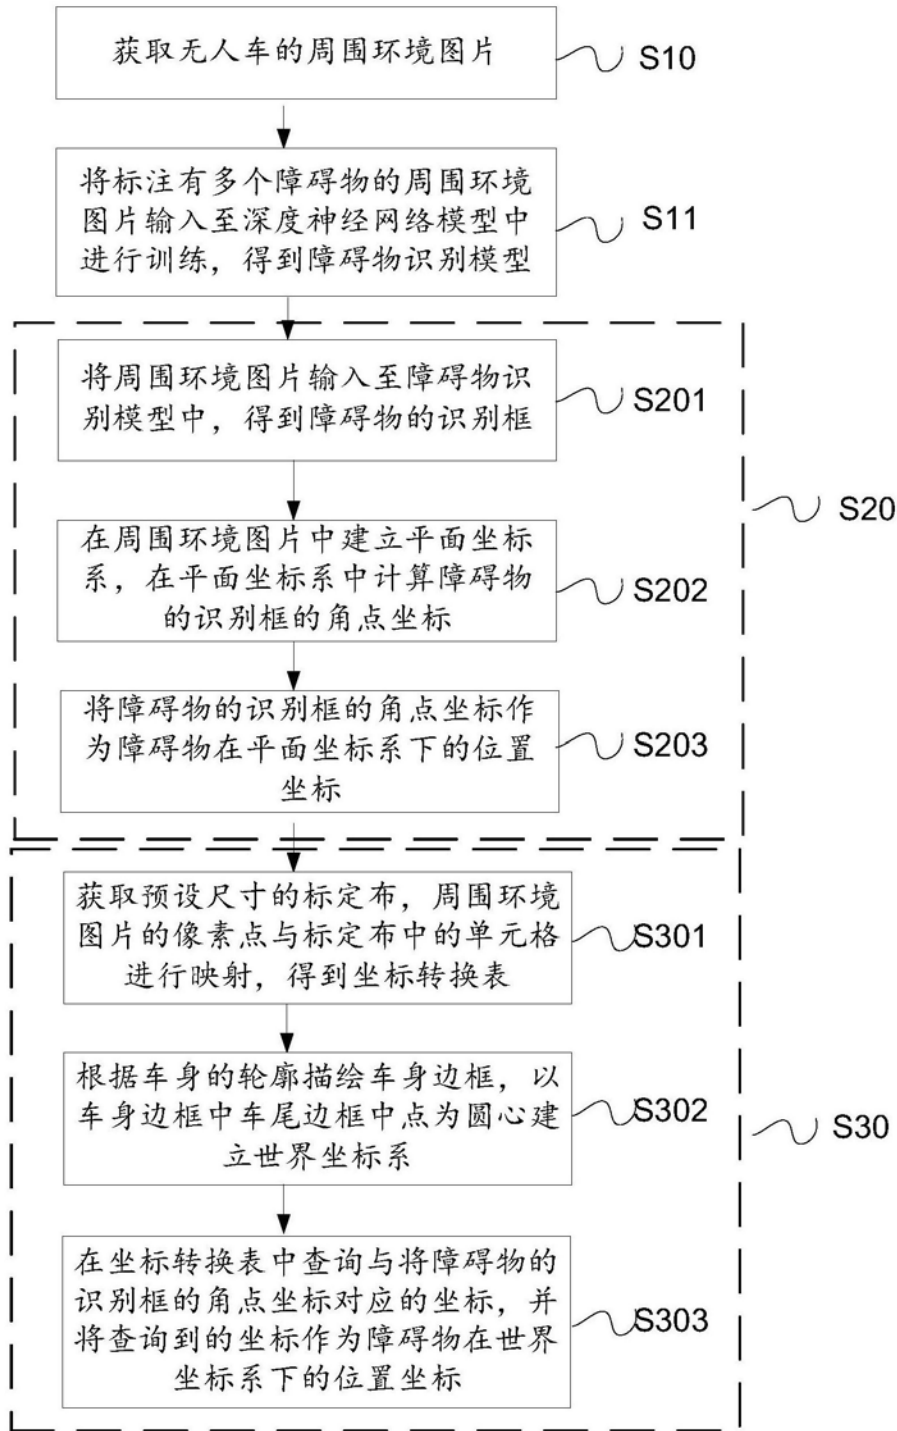 获取无人车的周围环境图片
S10
将标注有多个障碍物的周围环境
图片输入至深度神经网络模型中
进行训练，得到障碍物识别模型
S11
将周围环境图片输入至障碍物识
别模型中，得到障碍物的识别框
S201
在周围环境图片中建立平面坐标
系，在平面坐标系中计算障碍物
的识别框的角点坐标
S202
将障碍物的识别框的角点坐标作
为障碍物在平面坐标系下的位置
坐标
S203
S20
获取预设尺寸的标定布，周围环境
图片的像素点与标定布中的单元格
进行映射，得到坐标转换表
S301
根据车身的轮廓描绘车身边框，以
车身边框中车尾边框中点为圆心建
立世界坐标系
S302
在坐标转换表中查询与将障碍物的
识别框的角点坐标对应的坐标，并
将查询到的坐标作为障碍物在世界
坐标系下的位置坐标
S303
S30